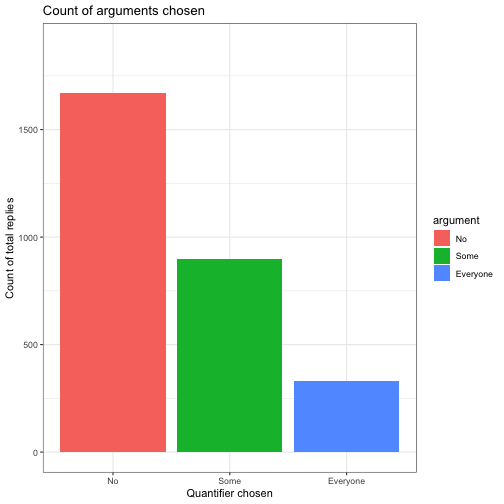 Count of arguments chosen
Count of total replies
1500
1000
500
0
No
Some
Everyone
Quantifier chosen
argument
No
Some
Everyone